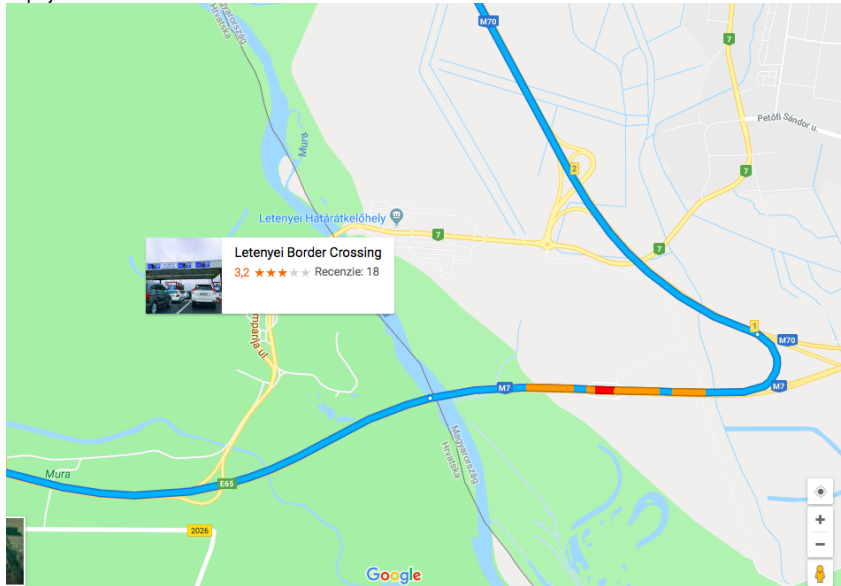 M70
7
Magyarország
Hrvatska
Petőfi Sándor u.
Mura
2
7
Letenyei Határátkelőhely
7
7
Letenyei Border Crossing
3,2 Recenzie: 18
1
M70
M7
M7
Magyarország
Hrvatska
Mura
E65
2026
Google